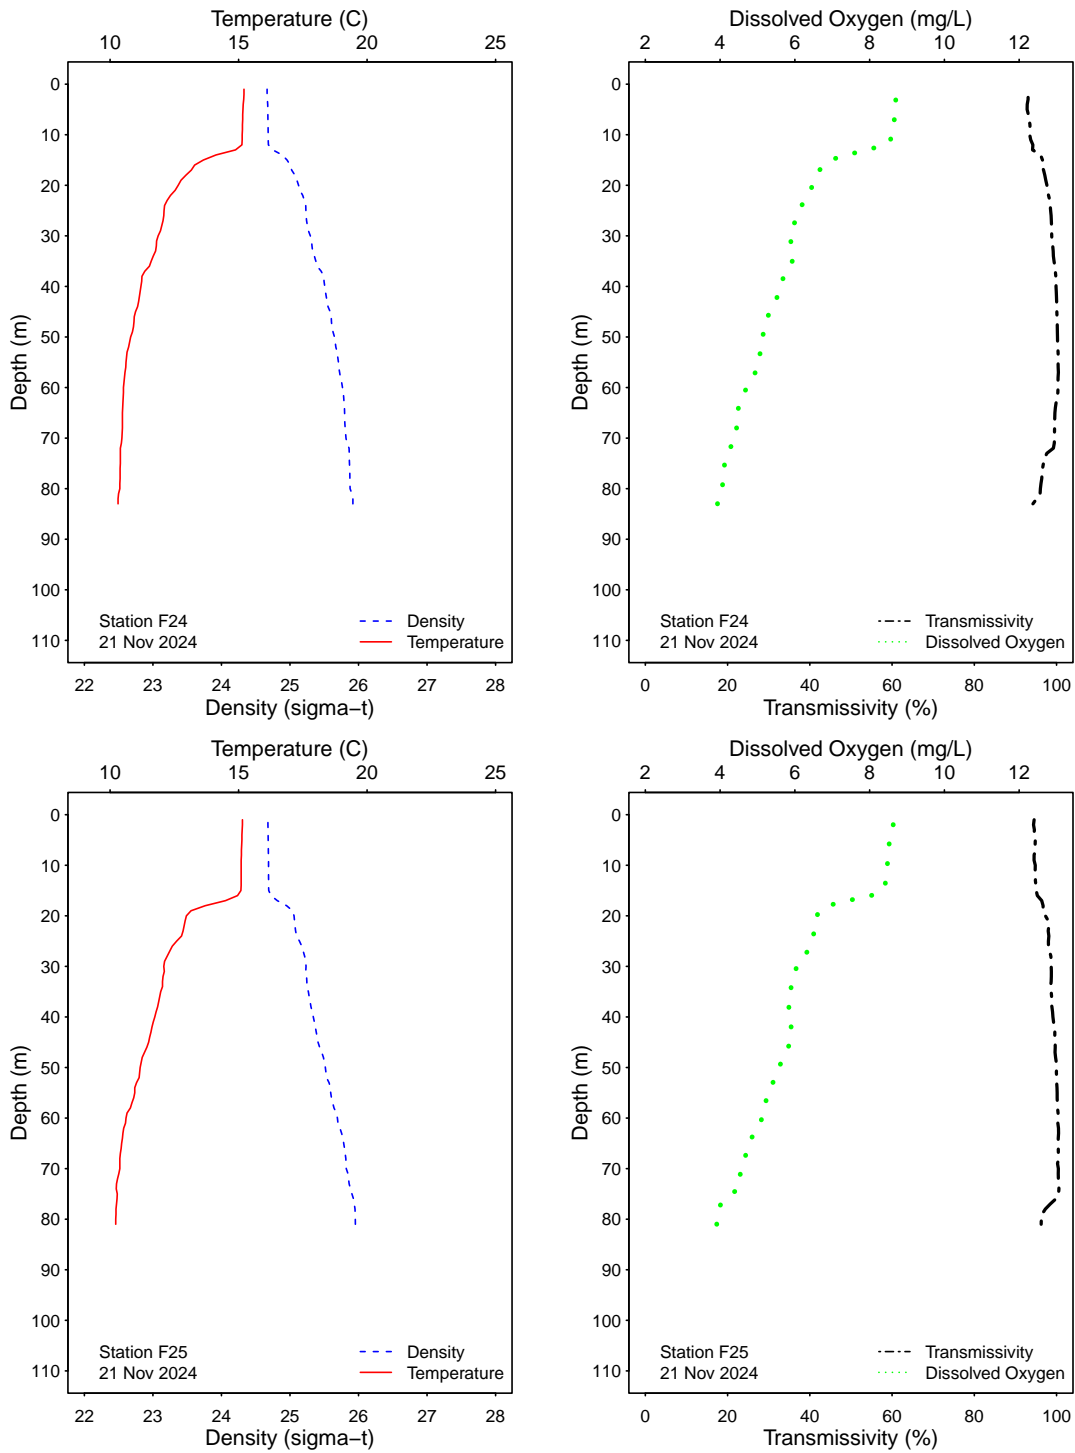 Temperature (C)
10 15 20 25
0
10
20
30
40
50
60
70
80
90
100
110
Depth (m)
Station F24
21 Nov 2024
Density
Temperature
22 23 24 25 26 27 28
Density (sigma−t)
Dissolved Oxygen (mg/L)
2 4 6 8 10 12
0
10
20
30
40
50
60
70
80
90
100
110
Depth (m)
Station F24
21 Nov 2024
Transmissivity
Dissolved Oxygen
0 20 40 60 80 100
Transmissivity (%)
Temperature (C)
10 15 20 25
0
10
20
30
40
50
60
70
80
90
100
110
Depth (m)
Station F25
21 Nov 2024
Density
Temperature
22 23 24 25 26 27 28
Density (sigma−t)
Dissolved Oxygen (mg/L)
2 4 6 8 10 12
0
10
20
30
40
50
60
70
80
90
100
110
Depth (m)
Station F25
21 Nov 2024
Transmissivity
Dissolved Oxygen
0 20 40 60 80 100
Transmissivity (%)